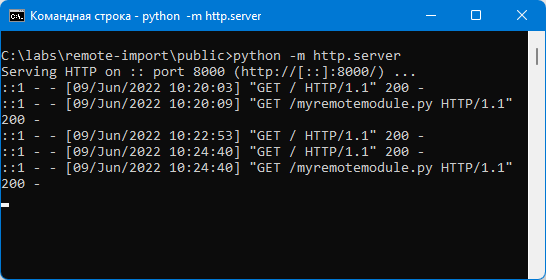 Командная строка - python -m http.server
C:\labs\remote-import\public>python -m http.server
Serving HTTP on :: port 8000 (http://[::]:8000/) ...
::1 - - [09/Jun/2022 10:20:03] "GET / HTTP/1.1" 200 -
::1 - - [09/Jun/2022 10:20:09] "GET /myremotemodule.py HTTP/1.1"
200 -
::1 - - [09/Jun/2022 10:22:53] "GET / HTTP/1.1" 200 -
::1 - - [09/Jun/2022 10:24:40] "GET / HTTP/1.1" 200 -
::1 - - [09/Jun/2022 10:24:40] "GET /myremotemodule.py HTTP/1.1"
200 -